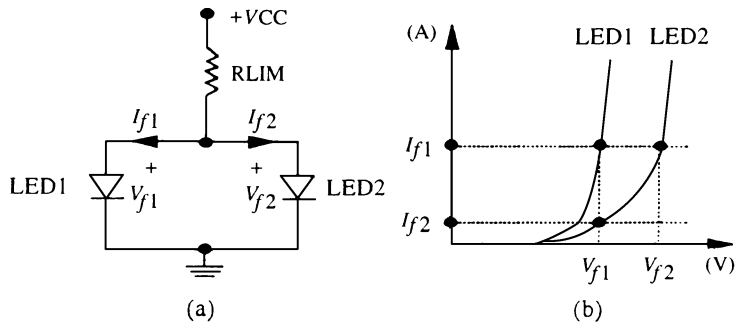 +VCC
RLIM
If1
If2
+
+
LED1
Vf1
Vf2
LED2
(a)
(A)
LED1
LED2
If1
If2
Vf1
Vf2
(V)
(b)